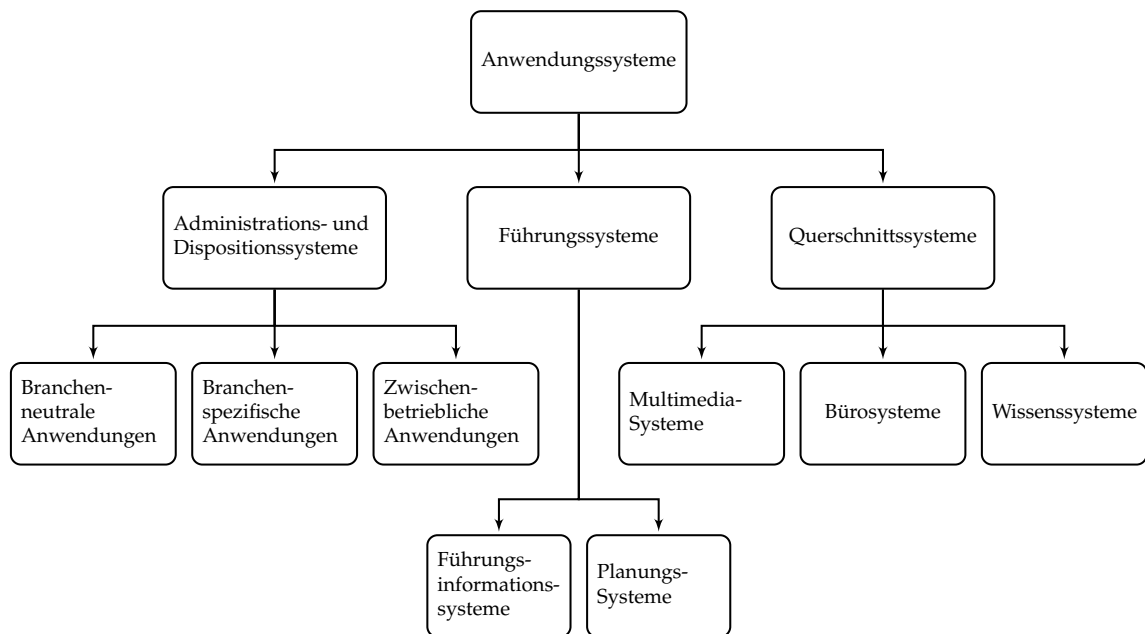 Anwendungssysteme
Administrations- und
Dispositionssysteme
Führungssysteme
Querschnittssysteme
Branchen-
neutrale
Anwendungen
Branchen-
spezifische
Anwendungen
Zwischen-
betriebliche
Anwendungen
Multimedia-
Systeme
Bürosysteme
Wissenssysteme
Führungs-
informations-
systeme
Planungs-
Systeme